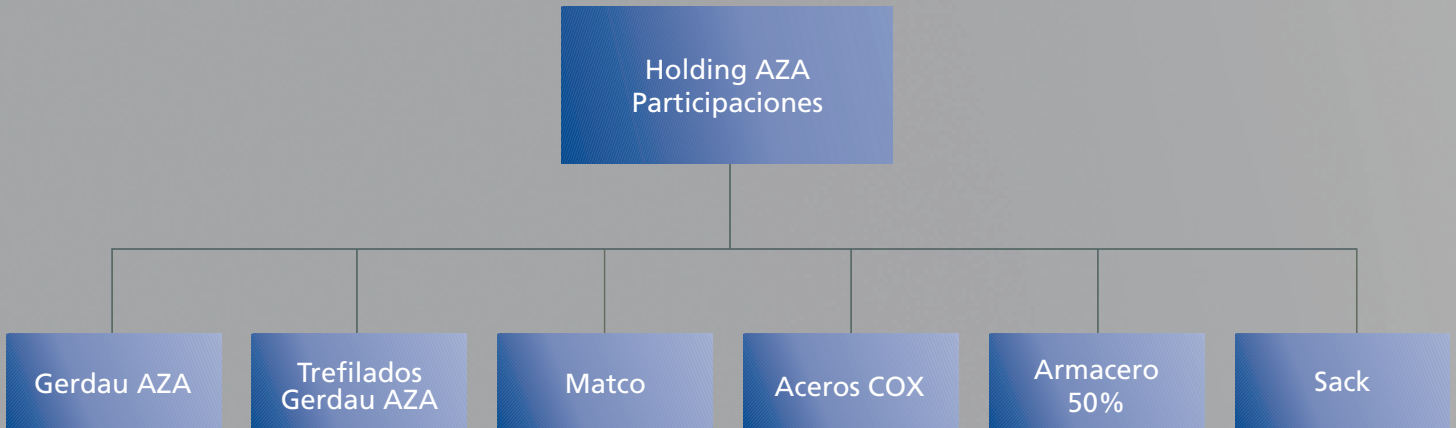 Holding AZA
Participaciones
Gerdau AZA
Trefilados
Gerdau AZA
Matco
Aceros COX
Armacero
50%
Sack